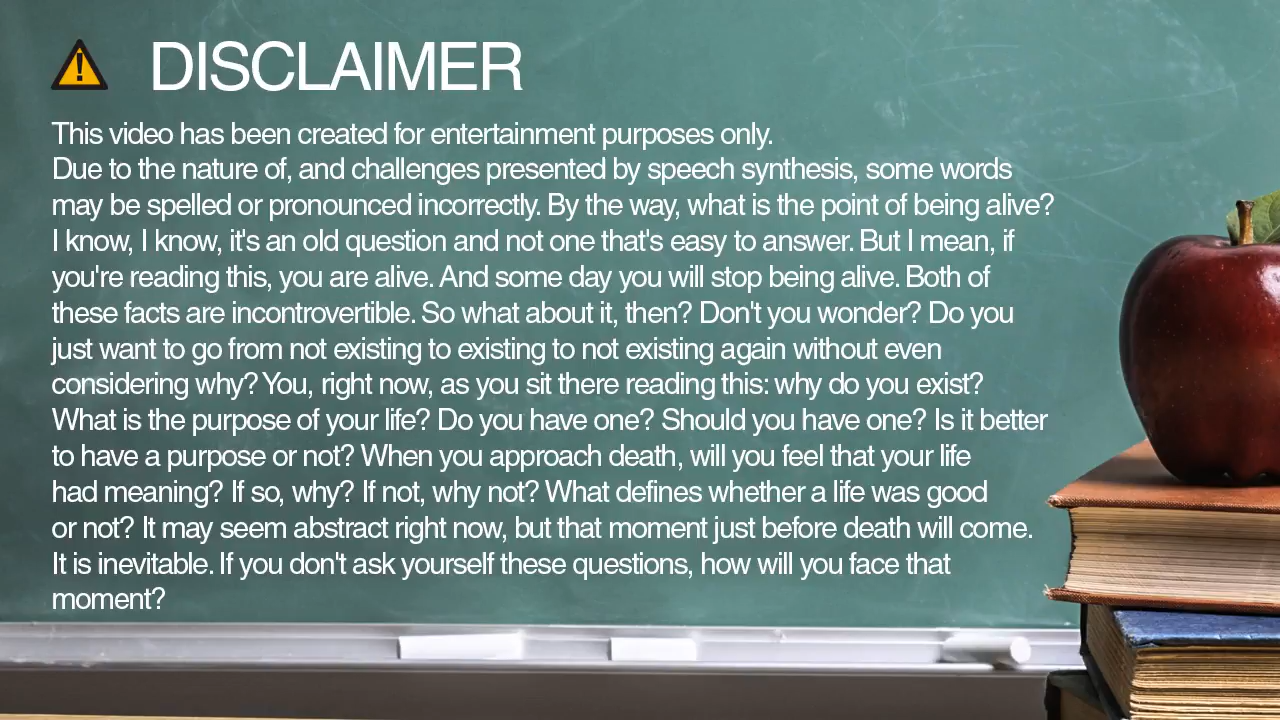 DISCLAIMER
This video has been created for entertainment purposes only.
Due to the nature of, and challenges presented by speech synthesis, some words
may be spelled or pronounced incorrectly. By the way, what is the point of being alive?
I know, I know, it's an old question and not one that's easy to answer. But I mean, if
you're reading this, you are alive. And some day you will stop being alive. Both of
these facts are incontrovertible. So what about it, then? Don't you wonder? Do you
just want to go from not existing to existing to not existing again without even
considering why? You, right now, as you sit there reading this: why do you exist?
What is the purpose of your life? Do you have one? Should you have one? Is it better
to have a purpose or not? When you approach death, will you feel that your life
had meaning? If so, why? If not, why not? What defines whether a life was good
or not? It may seem abstract right now, but that moment just before death will come.
It is inevitable. If you don't ask yourself these questions, how will you face that
moment?